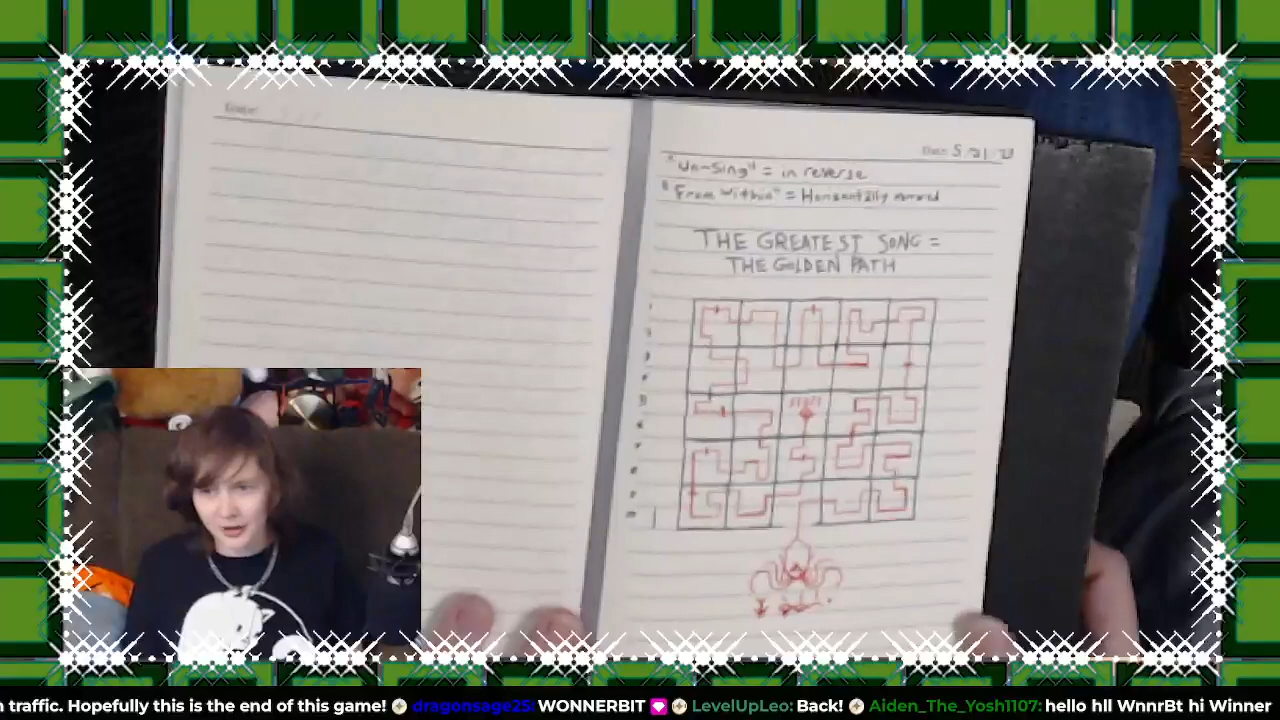 "Un-Sing" = in reverse
"From Within" = Horizontally
THE GREATEST SONG =
THE GOLDEN PATH
n traffic. Hopefully this is the end of this game! dragonsage25: WONNERBIT LevelUpLeo: Back! Aiden_The_Yosh1107: hello hll WnnrBt hi Winner